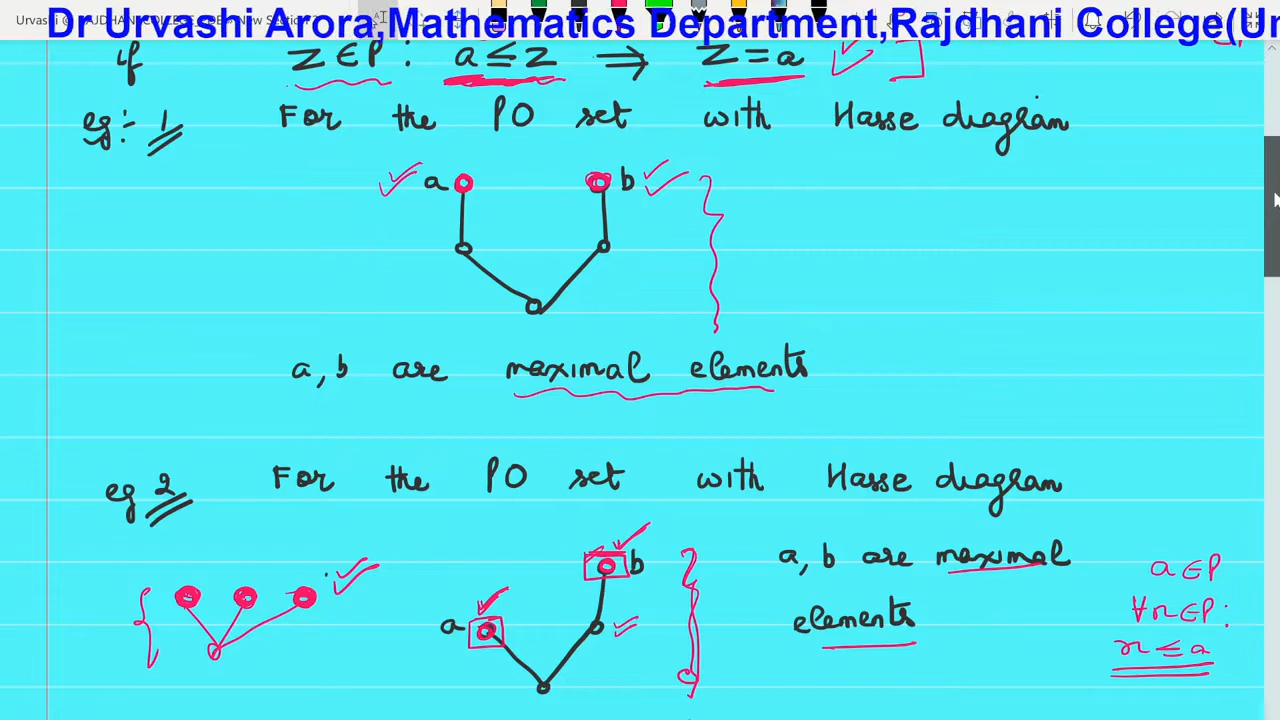 Dr Urvashi Arora,Mathematics Department,Rajdhani College(Un
if z ∈ P : a ≤ z ⇒ z = a
eg:- 1 For the PO set with Hasse diagram
a b
a, b are maximal elements
eg 2 For the PO set with Hasse diagram
b
a
a, b are maximal
elements
a ∈ P
∀ x ∈ P :
x ≤ a